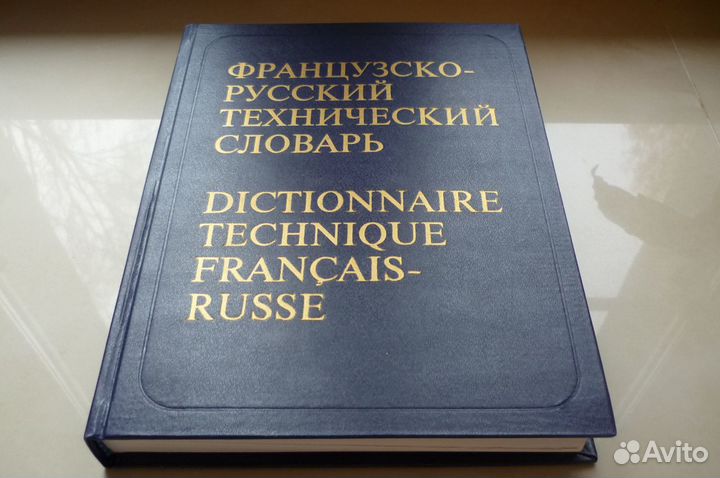 ФРАНЦУЗСКО-
РУССКИЙ
ТЕХНИЧЕСКИЙ
СЛОВАРЬ
DICTIONNAIRE
TECHNIQUE
FRANÇAIS-
RUSSE
Avito